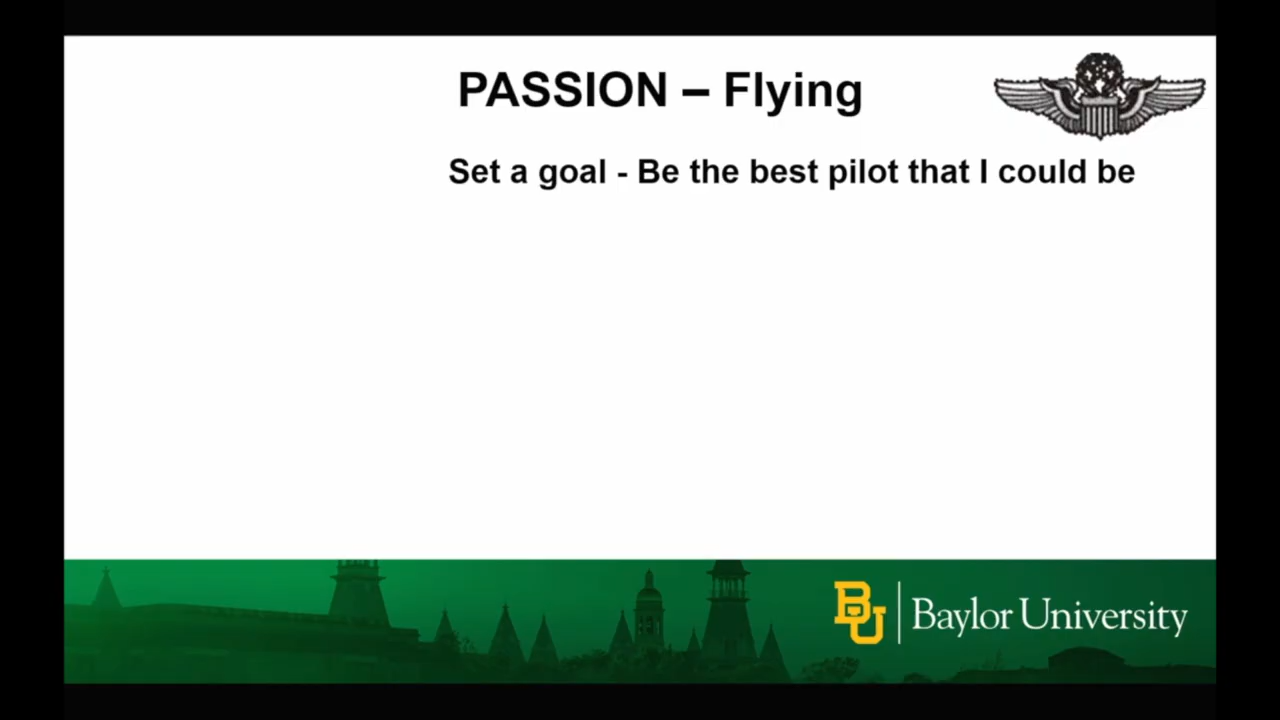 PASSION – Flying
Set a goal - Be the best pilot that I could be
BU Baylor University